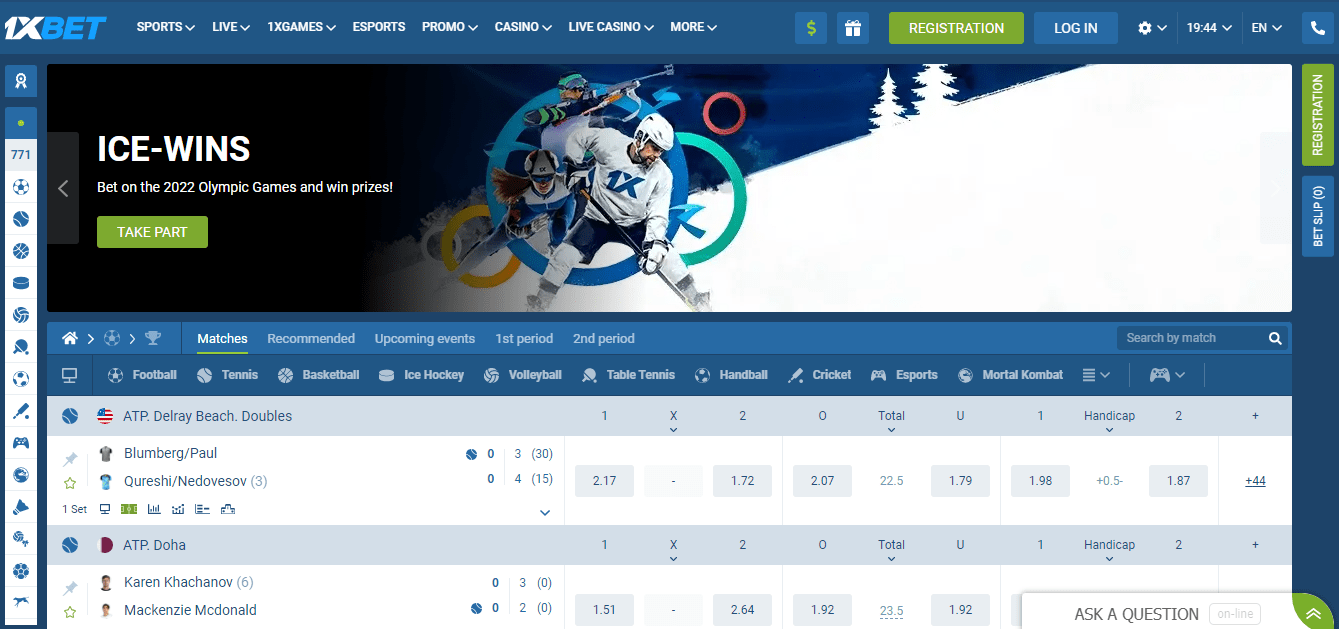 1XBET SPORTS LIVE 1XGAMES ESPORTS PROMO CASINO LIVE CASINO MORE $ REGISTRATION LOG IN 19:44 EN
771
ICE-WINS
Bet on the 2022 Olympic Games and win prizes!
TAKE PART
1X
REGISTRATION
BET SLIP (0)
Matches Recommended Upcoming events 1st period 2nd period Search by match
Football Tennis Basketball Ice Hockey Volleyball Table Tennis Handball Cricket Esports Mortal Kombat
ATP. Delray Beach. Doubles 1 X 2 O Total U 1 Handicap 2 +
Blumberg/Paul 0 3 (30)
Qureshi/Nedovesov (3) 0 4 (15) 2.17 - 1.72 2.07 22.5 1.79 1.98 +0.5- 1.87 +44
1 Set
ATP. Doha 1 X 2 O Total U 1 Handicap 2 +
Karen Khachanov (6) 0 3 (0)
Mackenzie Mcdonald 0 2 (0) 1.51 - 2.64 1.92 23.5 1.92
ASK A QUESTION on-line